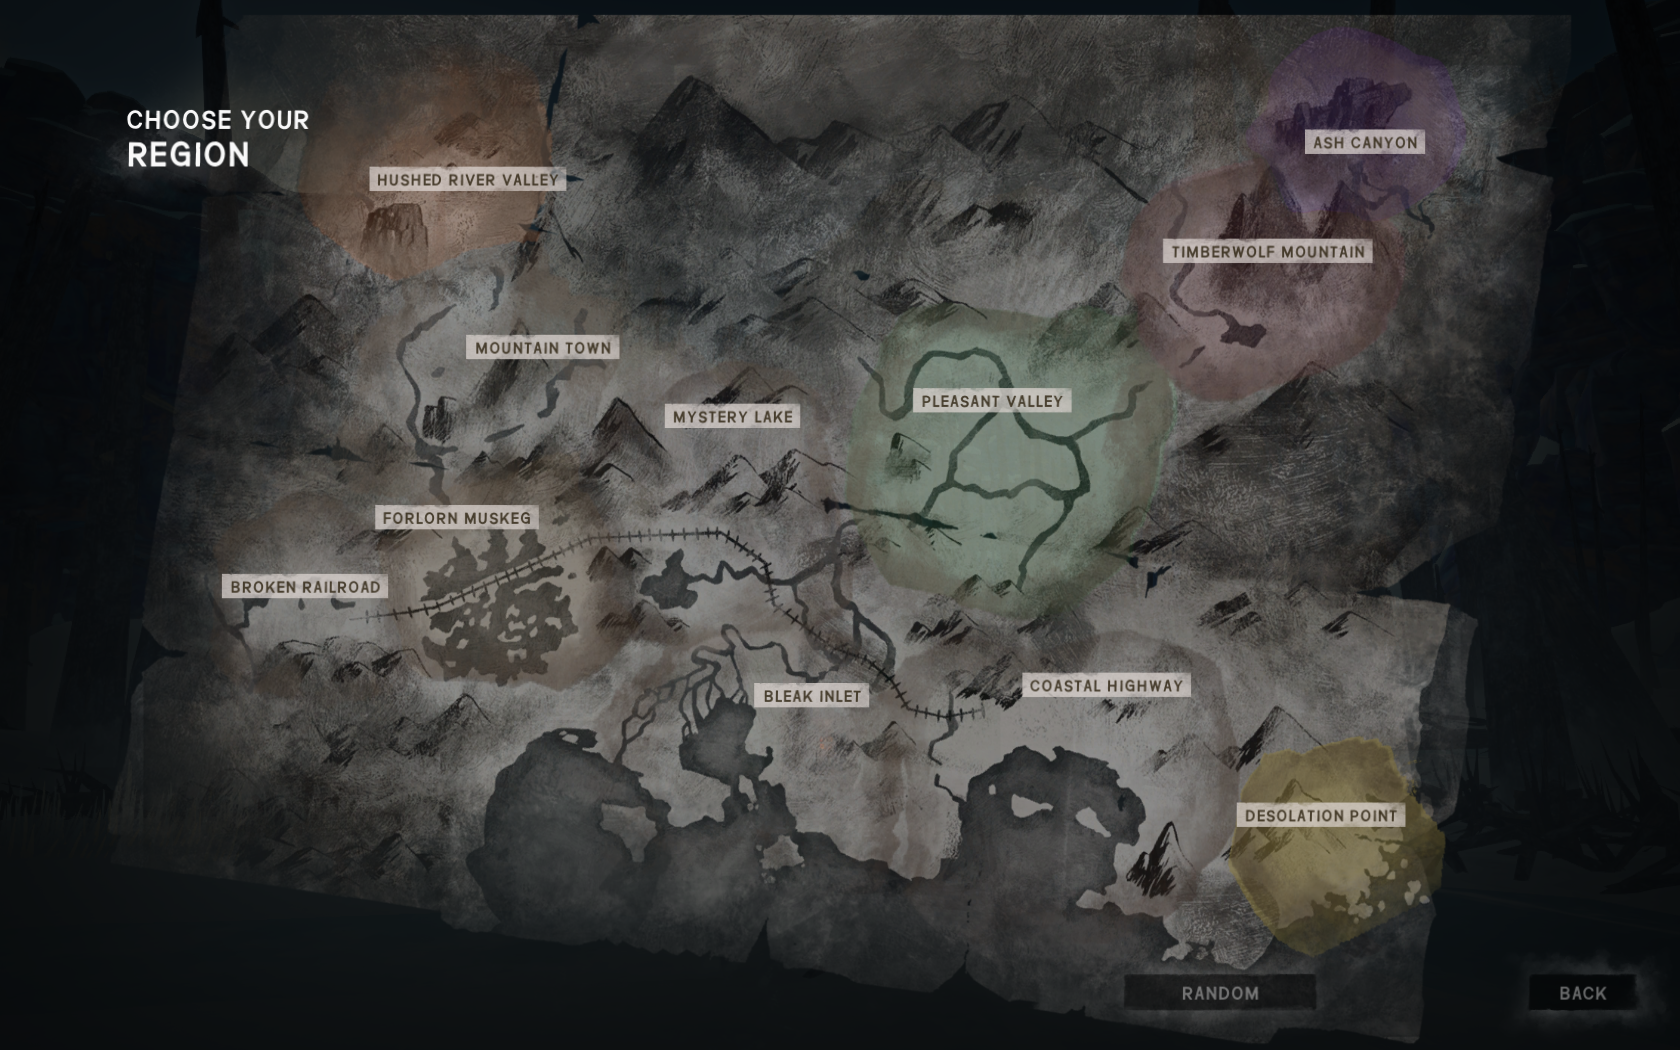 CHOOSE YOUR
REGION
ASH CANYON
HUSHED RIVER VALLEY
TIMBERWOLF MOUNTAIN
MOUNTAIN TOWN
PLEASANT VALLEY
MYSTERY LAKE
FORLORN MUSKEG
BROKEN RAILROAD
COASTAL HIGHWAY
BLEAK INLET
DESOLATION POINT
RANDOM
BACK